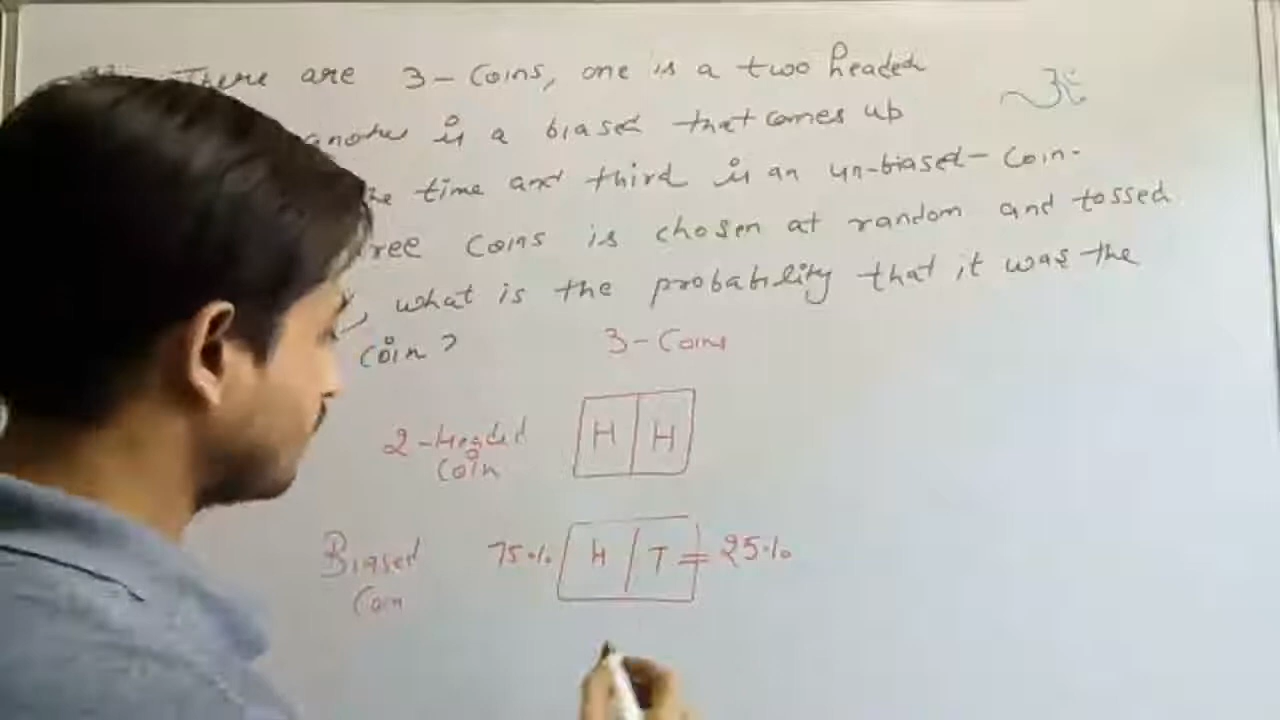 There are 3-Coins, one is a two headed
another is a biased that comes up
the time and third is an un-biased-Coin.
Coins is chosen at random and tossed
, what is the probability that it was the
Coin?
3-Coins
2-Headed
Coin
H H
Biased
Coin
75% H T = 25%